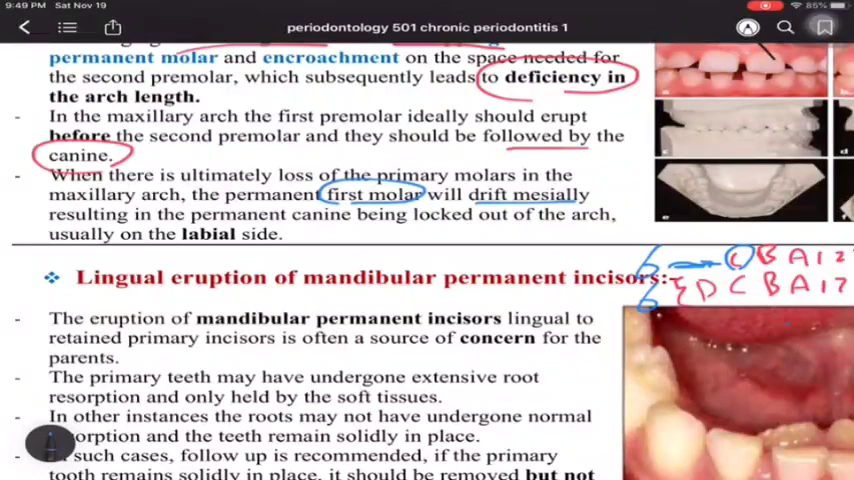 9:49 PM Sat Nov 19
85%
periodontology 501 chronic periodontitis 1
permanent molar and encroachment on the space needed for
the second premolar, which subsequently leads to deficiency in
the arch length.
- In the maxillary arch the first premolar ideally should erupt
before the second premolar and they should be followed by the
canine.
- When there is ultimately loss of the primary molars in the
maxillary arch, the permanent first molar will drift mesially
resulting in the permanent canine being locked out of the arch,
usually on the labial side.
❖ Lingual eruption of mandibular permanent incisors:-
6 C B A 1 2
6 D C B A 1
- The eruption of mandibular permanent incisors lingual to
retained primary incisors is often a source of concern for the
parents.
- The primary teeth may have undergone extensive root
resorption and only held by the soft tissues.
- In other instances the roots may not have undergone normal
orption and the teeth remain solidly in place.
such cases, follow up is recommended, if the primary
tooth remains solidly in place, it should be removed but not